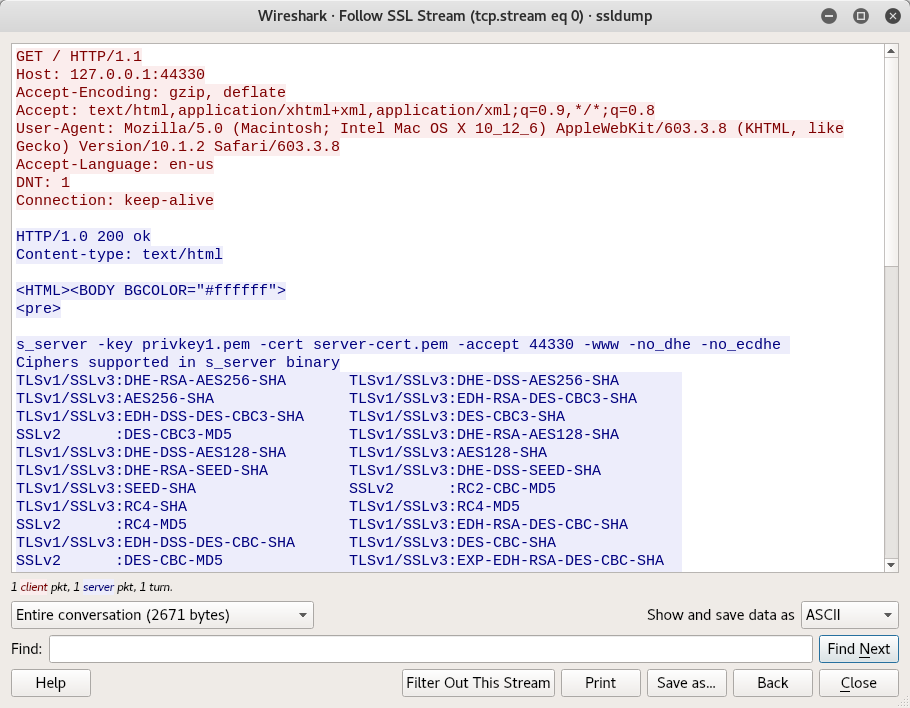 Wireshark · Follow SSL Stream (tcp.stream eq 0) · ssldump
GET / HTTP/1.1
Host: 127.0.0.1:44330
Accept-Encoding: gzip, deflate
Accept: text/html,application/xhtml+xml,application/xml;q=0.9,*/*;q=0.8
User-Agent: Mozilla/5.0 (Macintosh; Intel Mac OS X 10_12_6) AppleWebKit/603.3.8 (KHTML, like
Gecko) Version/10.1.2 Safari/603.3.8
Accept-Language: en-us
DNT: 1
Connection: keep-alive
HTTP/1.0 200 ok
Content-type: text/html
<HTML><BODY BGCOLOR="#ffffff">
<pre>
s_server -key privkey1.pem -cert server-cert.pem -accept 44330 -www -no_dhe -no_ecdhe
Ciphers supported in s_server binary
TLSv1/SSLv3:DHE-RSA-AES256-SHA       TLSv1/SSLv3:DHE-DSS-AES256-SHA
TLSv1/SSLv3:AES256-SHA               TLSv1/SSLv3:EDH-RSA-DES-CBC3-SHA
TLSv1/SSLv3:EDH-DSS-DES-CBC3-SHA     TLSv1/SSLv3:DES-CBC3-SHA
SSLv2      :DES-CBC3-MD5             TLSv1/SSLv3:DHE-RSA-AES128-SHA
TLSv1/SSLv3:DHE-DSS-AES128-SHA       TLSv1/SSLv3:AES128-SHA
TLSv1/SSLv3:DHE-RSA-SEED-SHA         TLSv1/SSLv3:DHE-DSS-SEED-SHA
TLSv1/SSLv3:SEED-SHA                 SSLv2      :RC2-CBC-MD5
TLSv1/SSLv3:RC4-SHA                  TLSv1/SSLv3:RC4-MD5
SSLv2      :RC4-MD5                  TLSv1/SSLv3:EDH-RSA-DES-CBC-SHA
TLSv1/SSLv3:EDH-DSS-DES-CBC-SHA      TLSv1/SSLv3:DES-CBC-SHA
SSLv2      :DES-CBC-MD5              TLSv1/SSLv3:EXP-EDH-RSA-DES-CBC-SHA
1 client pkt, 1 server pkt, 1 turn.
Entire conversation (2671 bytes) Show and save data as ASCII
Find: Find Next
Help Filter Out This Stream Print Save as... Back Close